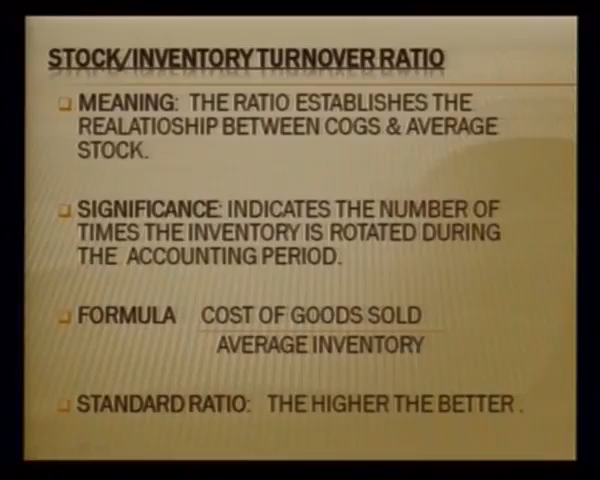 STOCK/INVENTORY TURNOVER RATIO
MEANING: THE RATIO ESTABLISHES THE
REALATIOSHIP BETWEEN COGS & AVERAGE
STOCK.
SIGNIFICANCE: INDICATES THE NUMBER OF
TIMES THE INVENTORY IS ROTATED DURING
THE ACCOUNTING PERIOD.
FORMULA COST OF GOODS SOLD
AVERAGE INVENTORY
STANDARD RATIO: THE HIGHER THE BETTER .